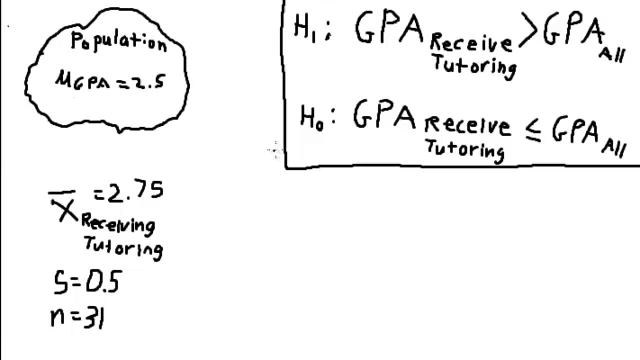 Population
μGPA = 2.5
H₁: GPA Receive Tutoring > GPA All
H₀: GPA Receive Tutoring ≤ GPA All
X̄ Receiving Tutoring = 2.75
S = 0.5
n = 31